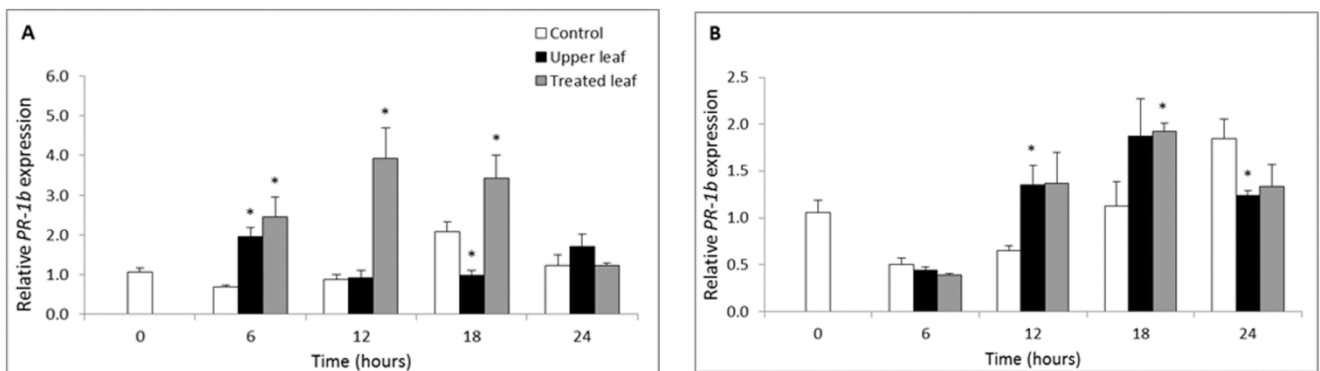 A
Control
Upper leaf
Treated leaf
Relative PR-1b expression
6.0
5.0
4.0
3.0
2.0
1.0
0.0
* * * * *
0 6 12 18 24
Time (hours)
B
Relative PR-1b expression
2.5
2.0
1.5
1.0
0.5
0.0
* * *
0 6 12 18 24
Time (hours)